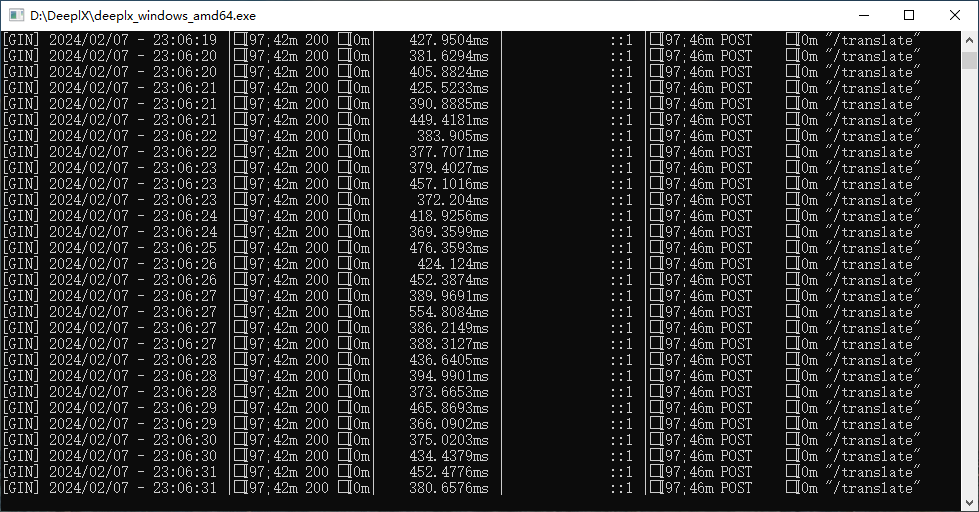 D:\DeeplX\deeplx_windows_amd64.exe
[GIN] 2024/02/07 - 23:06:19 |□[97;42m 200 □[0m|    427.9504ms |             ::1 |□[97;46m POST    □[0m "/translate"
[GIN] 2024/02/07 - 23:06:20 |□[97;42m 200 □[0m|    381.6294ms |             ::1 |□[97;46m POST    □[0m "/translate"
[GIN] 2024/02/07 - 23:06:20 |□[97;42m 200 □[0m|    405.8824ms |             ::1 |□[97;46m POST    □[0m "/translate"
[GIN] 2024/02/07 - 23:06:21 |□[97;42m 200 □[0m|    425.5233ms |             ::1 |□[97;46m POST    □[0m "/translate"
[GIN] 2024/02/07 - 23:06:21 |□[97;42m 200 □[0m|    390.8885ms |             ::1 |□[97;46m POST    □[0m "/translate"
[GIN] 2024/02/07 - 23:06:21 |□[97;42m 200 □[0m|    449.4181ms |             ::1 |□[97;46m POST    □[0m "/translate"
[GIN] 2024/02/07 - 23:06:22 |□[97;42m 200 □[0m|     383.905ms |             ::1 |□[97;46m POST    □[0m "/translate"
[GIN] 2024/02/07 - 23:06:22 |□[97;42m 200 □[0m|    377.7071ms |             ::1 |□[97;46m POST    □[0m "/translate"
[GIN] 2024/02/07 - 23:06:23 |□[97;42m 200 □[0m|    379.4027ms |             ::1 |□[97;46m POST    □[0m "/translate"
[GIN] 2024/02/07 - 23:06:23 |□[97;42m 200 □[0m|    457.1016ms |             ::1 |□[97;46m POST    □[0m "/translate"
[GIN] 2024/02/07 - 23:06:23 |□[97;42m 200 □[0m|     372.204ms |             ::1 |□[97;46m POST    □[0m "/translate"
[GIN] 2024/02/07 - 23:06:24 |□[97;42m 200 □[0m|    418.9256ms |             ::1 |□[97;46m POST    □[0m "/translate"
[GIN] 2024/02/07 - 23:06:24 |□[97;42m 200 □[0m|    369.3599ms |             ::1 |□[97;46m POST    □[0m "/translate"
[GIN] 2024/02/07 - 23:06:25 |□[97;42m 200 □[0m|    476.3593ms |             ::1 |□[97;46m POST    □[0m "/translate"
[GIN] 2024/02/07 - 23:06:26 |□[97;42m 200 □[0m|     424.124ms |             ::1 |□[97;46m POST    □[0m "/translate"
[GIN] 2024/02/07 - 23:06:26 |□[97;42m 200 □[0m|    452.3874ms |             ::1 |□[97;46m POST    □[0m "/translate"
[GIN] 2024/02/07 - 23:06:27 |□[97;42m 200 □[0m|    389.9691ms |             ::1 |□[97;46m POST    □[0m "/translate"
[GIN] 2024/02/07 - 23:06:27 |□[97;42m 200 □[0m|    554.8084ms |             ::1 |□[97;46m POST    □[0m "/translate"
[GIN] 2024/02/07 - 23:06:27 |□[97;42m 200 □[0m|    386.2149ms |             ::1 |□[97;46m POST    □[0m "/translate"
[GIN] 2024/02/07 - 23:06:27 |□[97;42m 200 □[0m|    388.3127ms |             ::1 |□[97;46m POST    □[0m "/translate"
[GIN] 2024/02/07 - 23:06:28 |□[97;42m 200 □[0m|    436.6405ms |             ::1 |□[97;46m POST    □[0m "/translate"
[GIN] 2024/02/07 - 23:06:28 |□[97;42m 200 □[0m|    394.9901ms |             ::1 |□[97;46m POST    □[0m "/translate"
[GIN] 2024/02/07 - 23:06:28 |□[97;42m 200 □[0m|    373.6653ms |             ::1 |□[97;46m POST    □[0m "/translate"
[GIN] 2024/02/07 - 23:06:29 |□[97;42m 200 □[0m|    465.8693ms |             ::1 |□[97;46m POST    □[0m "/translate"
[GIN] 2024/02/07 - 23:06:29 |□[97;42m 200 □[0m|    366.0902ms |             ::1 |□[97;46m POST    □[0m "/translate"
[GIN] 2024/02/07 - 23:06:30 |□[97;42m 200 □[0m|    375.0203ms |             ::1 |□[97;46m POST    □[0m "/translate"
[GIN] 2024/02/07 - 23:06:30 |□[97;42m 200 □[0m|    434.4379ms |             ::1 |□[97;46m POST    □[0m "/translate"
[GIN] 2024/02/07 - 23:06:31 |□[97;42m 200 □[0m|    452.4776ms |             ::1 |□[97;46m POST    □[0m "/translate"
[GIN] 2024/02/07 - 23:06:31 |□[97;42m 200 □[0m|    380.6576ms |             ::1 |□[97;46m POST    □[0m "/translate"